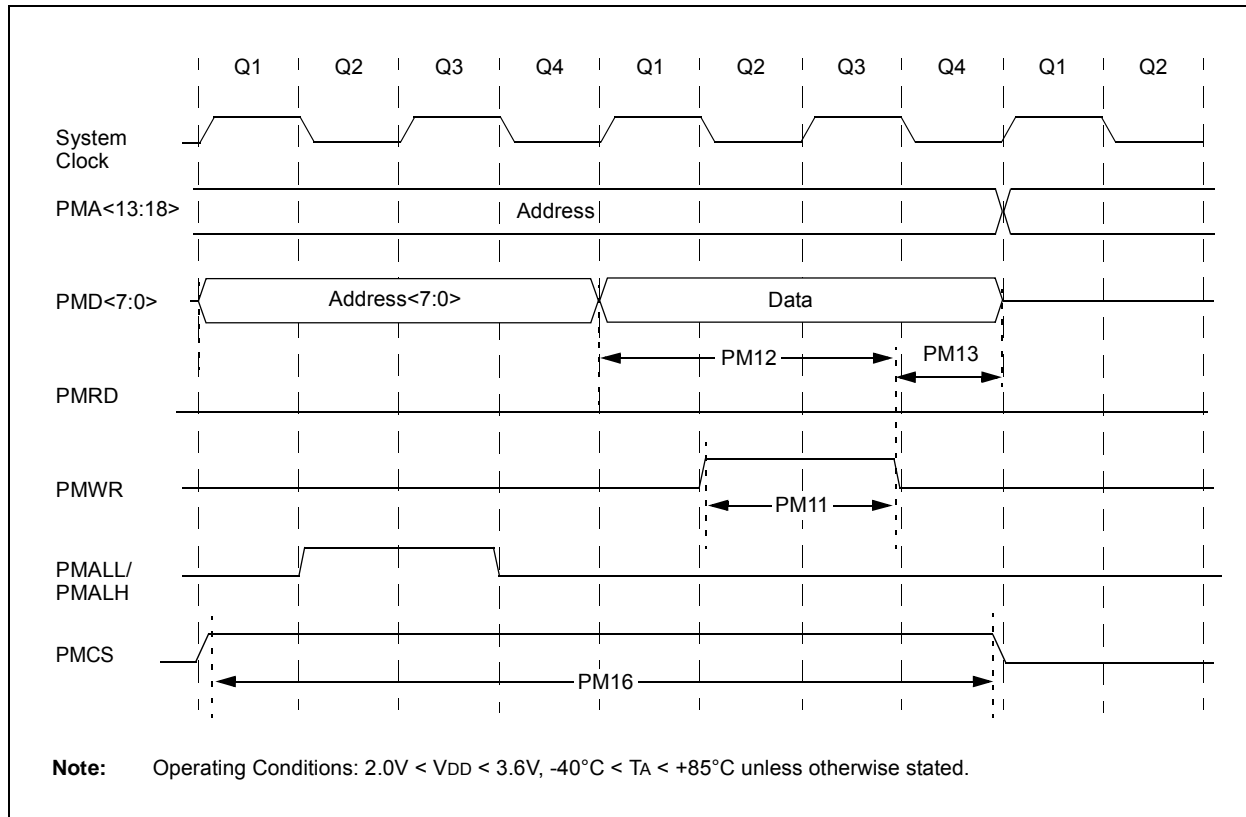 Q1 Q2 Q3 Q4 Q1 Q2 Q3 Q4 Q1 Q2
System
Clock
PMA<13:18>
Address
PMD<7:0>
Address<7:0>
Data
PM12
PM13
PMRD
PMWR
PM11
PMALL/
PMALH
PMCS
PM16
Note: Operating Conditions: 2.0V < VDD < 3.6V, -40°C < TA < +85°C unless otherwise stated.